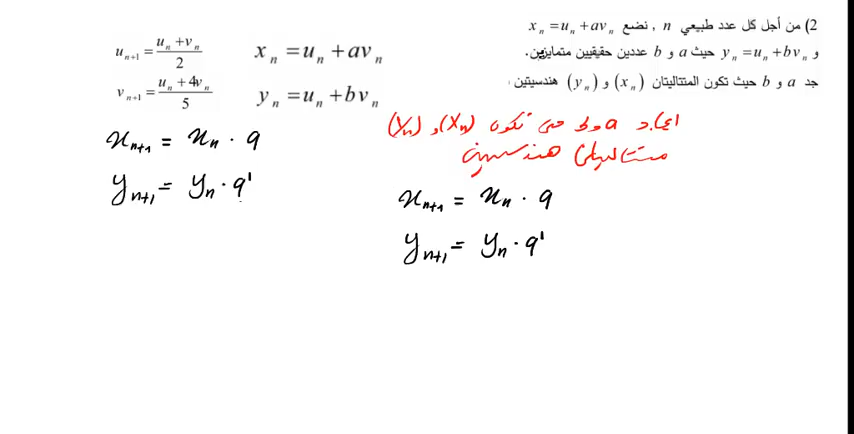 2) من أجل كل عدد طبيعي n , نضع x_n = u_n + av_n
و y_n = u_n + bv_n حيث a و b عددين حقيقيين متمايزين.
جد a و b حيث تكون المتتاليتان (x_n) و (y_n) هندسيتين .
u_{n+1} = (u_n + v_n)/2
v_{n+1} = (u_n + 4v_n)/5
x_n = u_n + av_n
y_n = u_n + bv_n
ايجاد a و b حتى تكون (X_n) و (Y_n)
متتاليتان هندسيتين
x_{n+1} = x_n · q
y_{n+1} = y_n · q'
x_{n+1} = x_n · q
y_{n+1} = y_n · q'